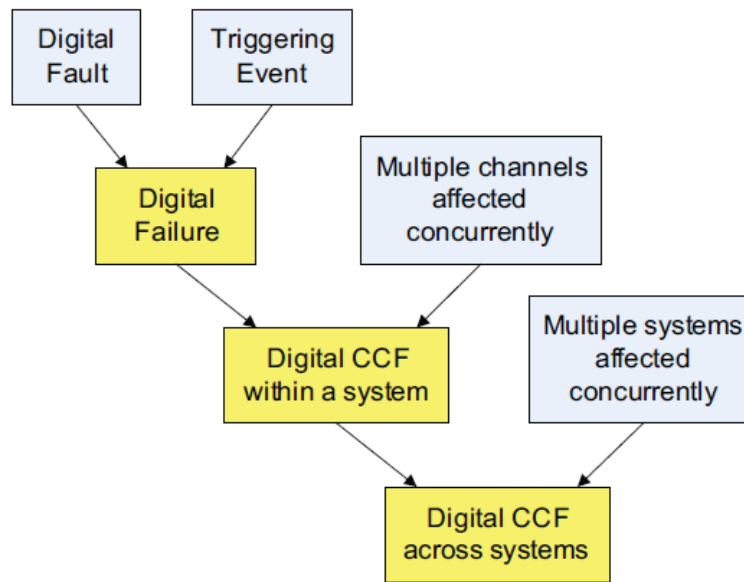 Digital
Fault
Triggering
Event
Digital
Failure
Multiple channels
affected
concurrently
Digital CCF
within a system
Multiple systems
affected
concurrently
Digital CCF
across systems